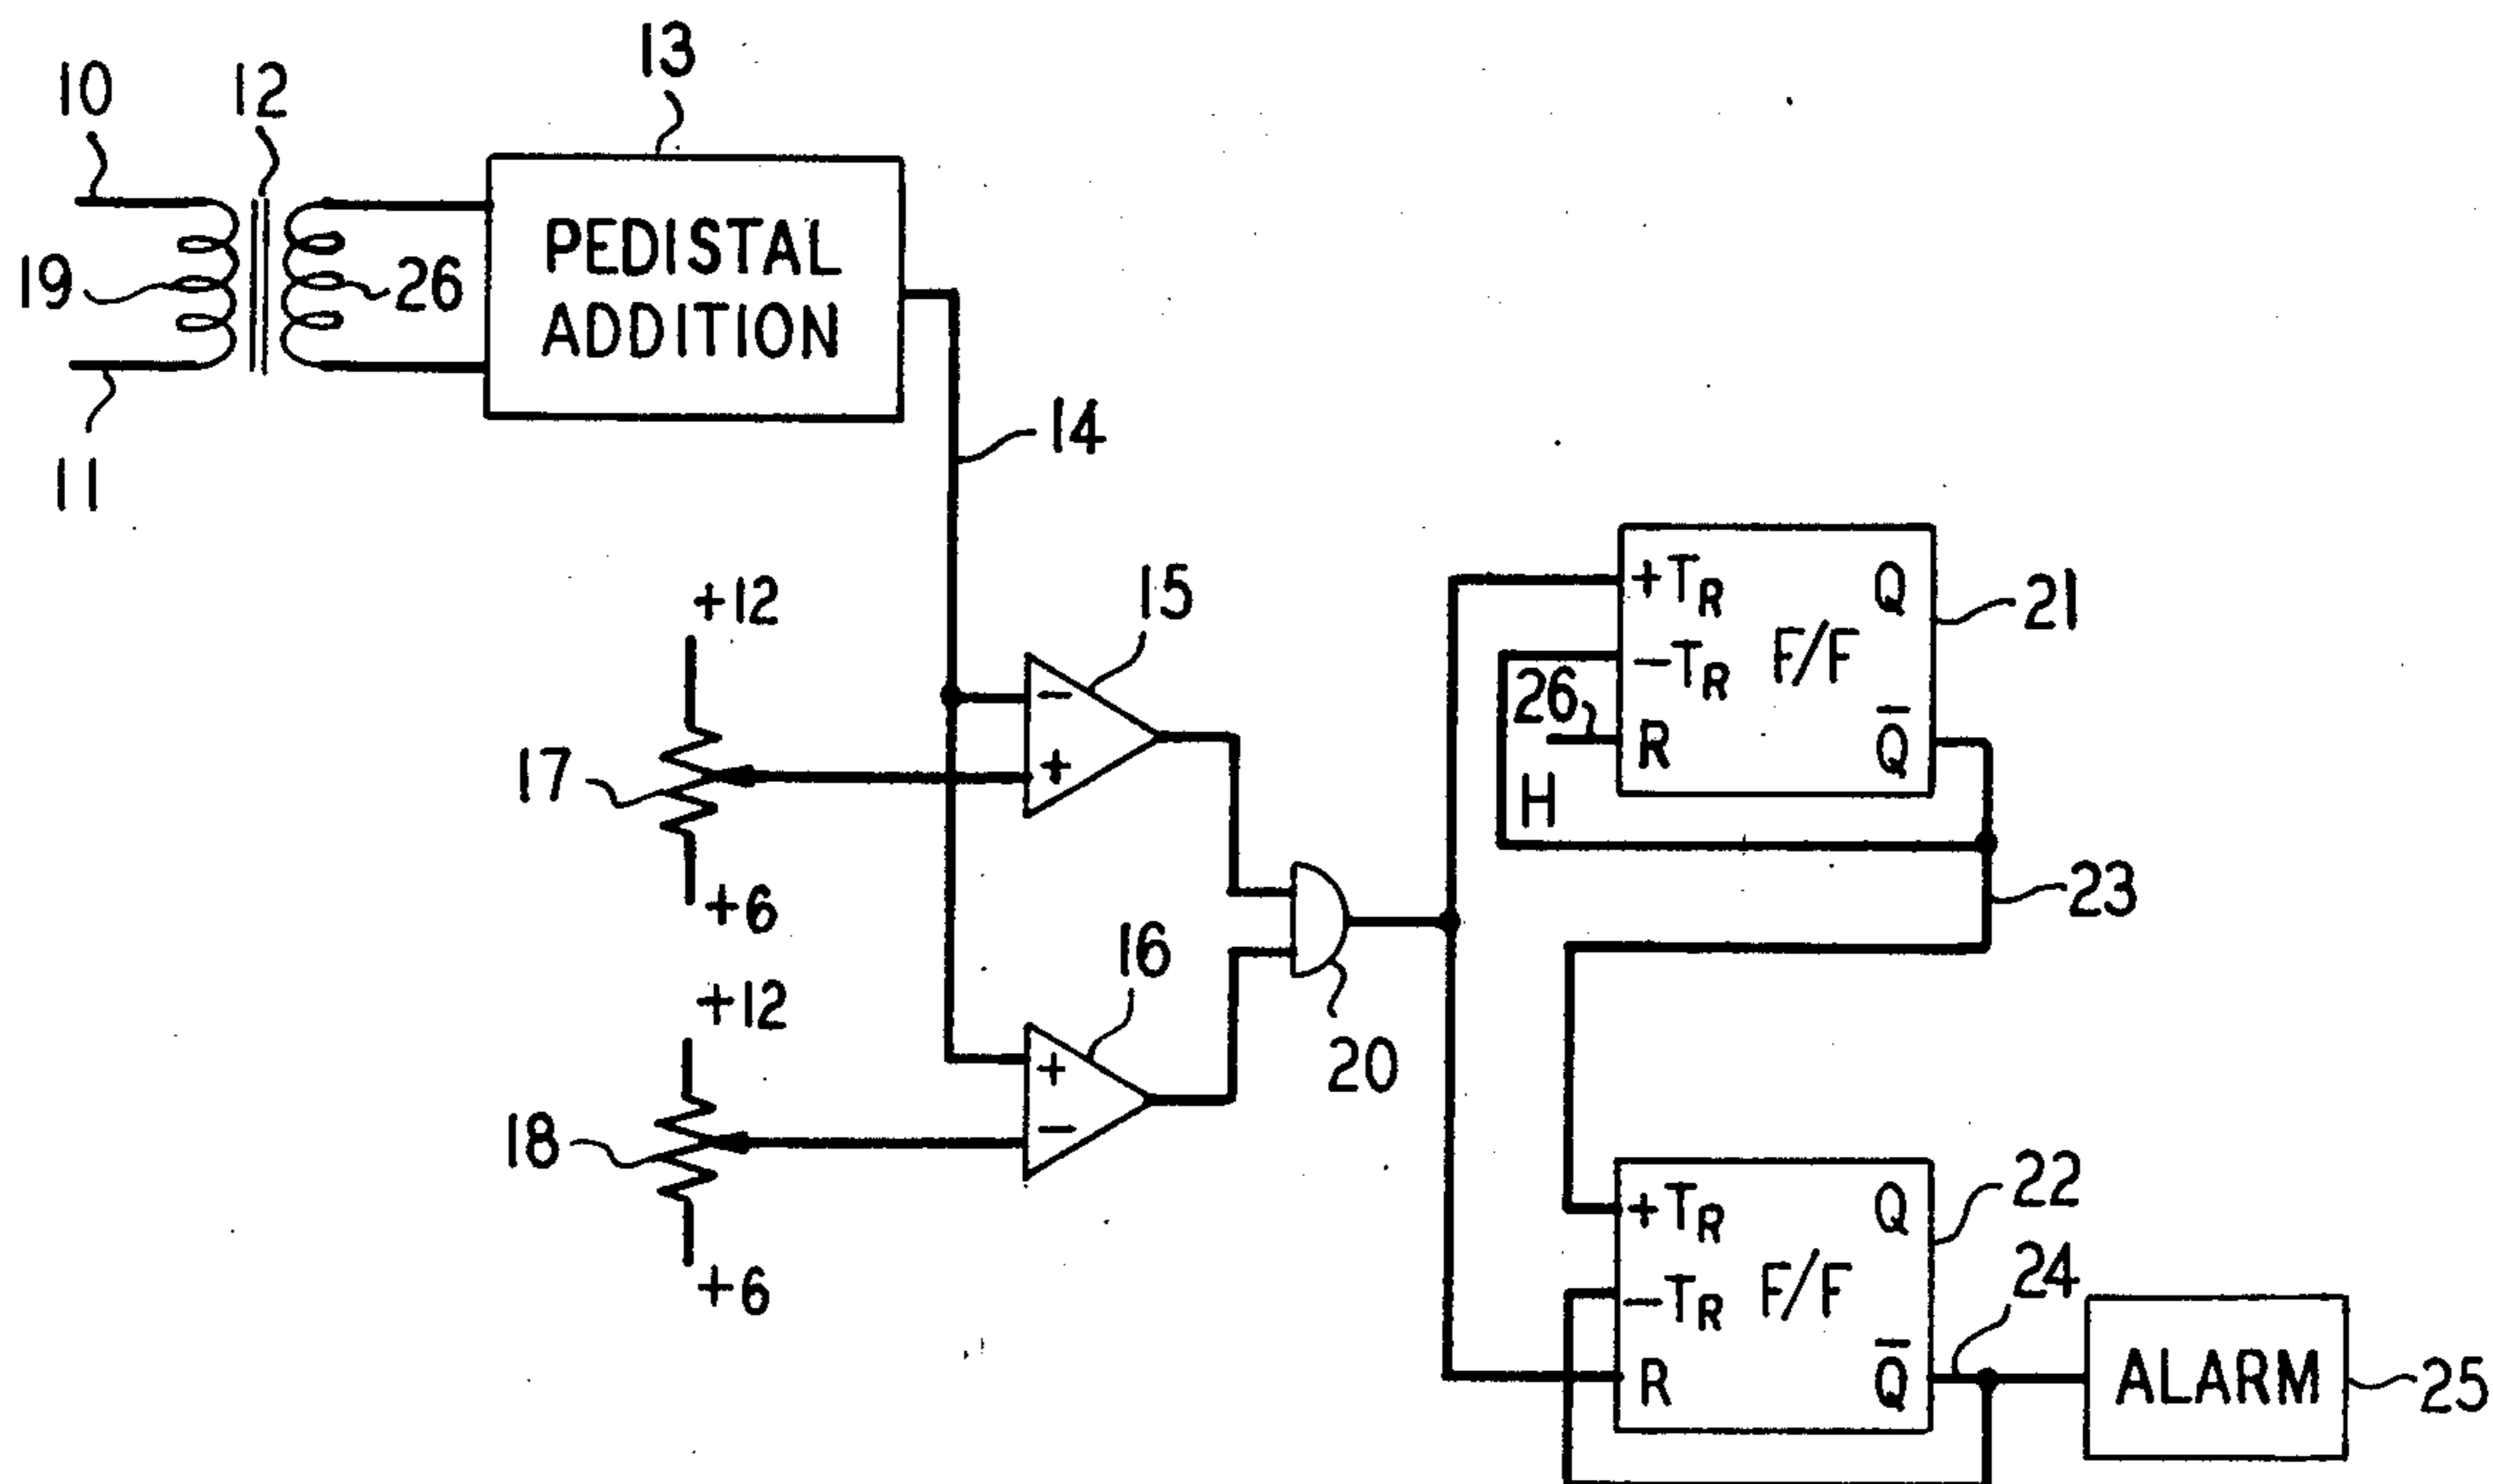 13
10
12
PEDISTAL
ADDITION
19
26
11
14
+12
15
17
+6
+TR
Q
21
-TR
F/F
26
R
Q̅
H
23
16
+12
20
18
+6
- 
+
+
-
+TR
Q
22
-TR
F/F
24
R
Q̅
ALARM
25